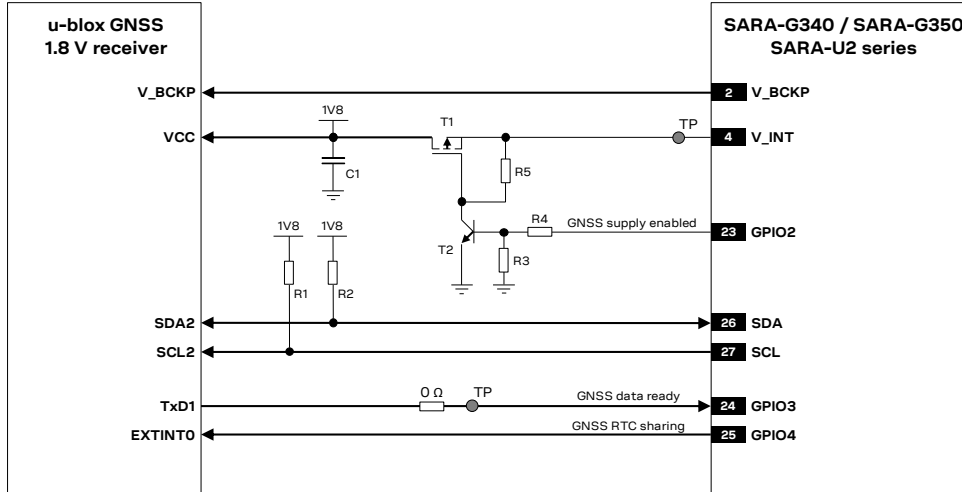 u-blox GNSS
1.8 V receiver
SARA-G340 / SARA-G350
SARA-U2 series
V_BCKP
2
V_BCKP
1V8
T1
TP
VCC
4
V_INT
C1
R5
1V8
1V8
R4
GNSS supply enabled
23
GPIO2
T2
R3
R1
R2
SDA2
26
SDA
SCL2
27
SCL
0 Ω
TP
TxD1
GNSS data ready
24
GPIO3
EXTINT0
GNSS RTC sharing
25
GPIO4